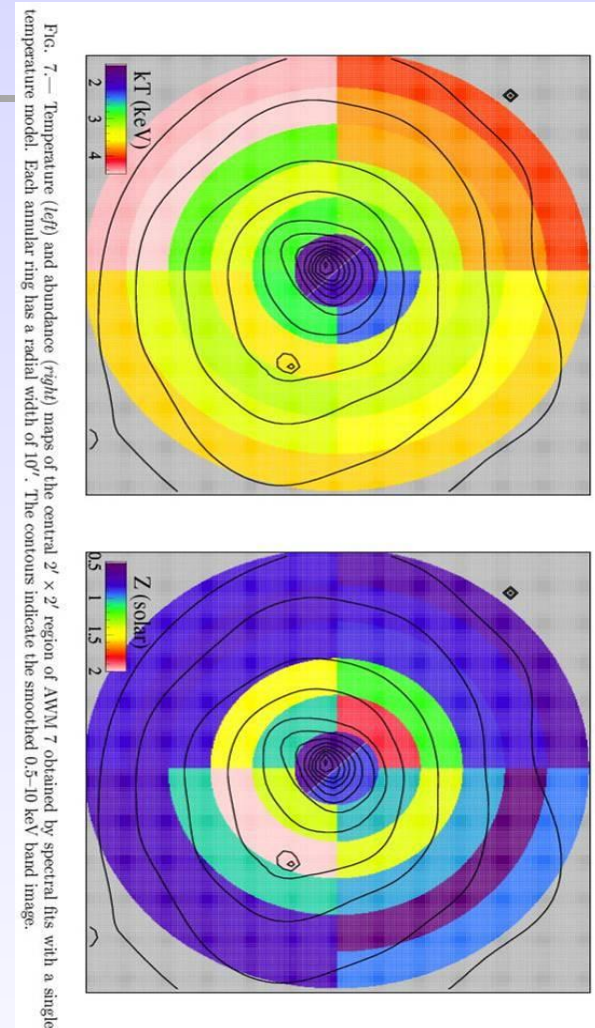 kT (keV)
2 3 4
Z (solar)
0.5 1 1.5 2
FIG. 7.— Temperature (left) and abundance (right) maps of the central 2′ × 2′ region of AWM 7 obtained by spectral fits with a single
temperature model. Each annular ring has a radial width of 10″. The contours indicate the smoothed 0.5–10 keV band image.